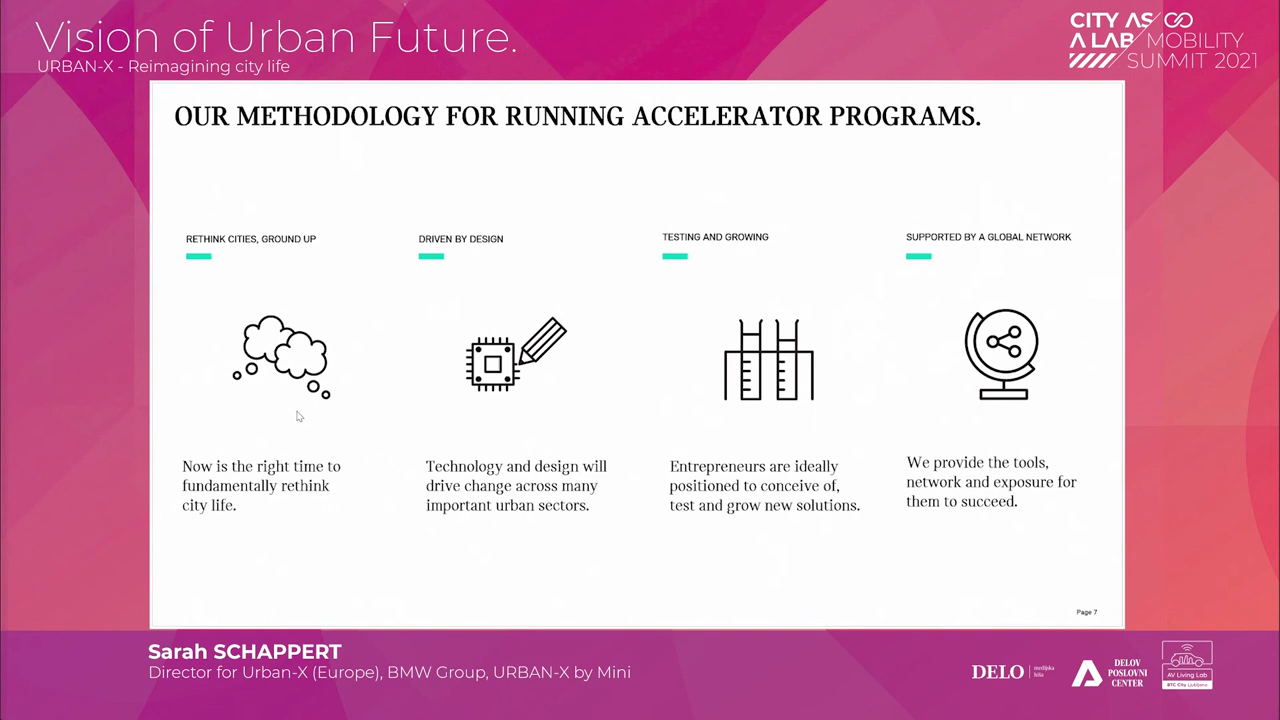 Vision of Urban Future.
URBAN-X - Reimagining city life
CITY AS
A LAB MOBILITY
SUMMIT 2021
OUR METHODOLOGY FOR RUNNING ACCELERATOR PROGRAMS.
RETHINK CITIES, GROUND UP
DRIVEN BY DESIGN
TESTING AND GROWING
SUPPORTED BY A GLOBAL NETWORK
Now is the right time to
fundamentally rethink
city life.
Technology and design will
drive change across many
important urban sectors.
Entrepreneurs are ideally
positioned to conceive of,
test and grow new solutions.
We provide the tools,
network and exposure for
them to succeed.
Page 7
Sarah SCHAPPERT
Director for Urban-X (Europe), BMW Group, URBAN-X by Mini
DELO
medijska
hiša
DELOV
POSLOVNI
CENTER
AV Living Lab
BTC City Ljubljana